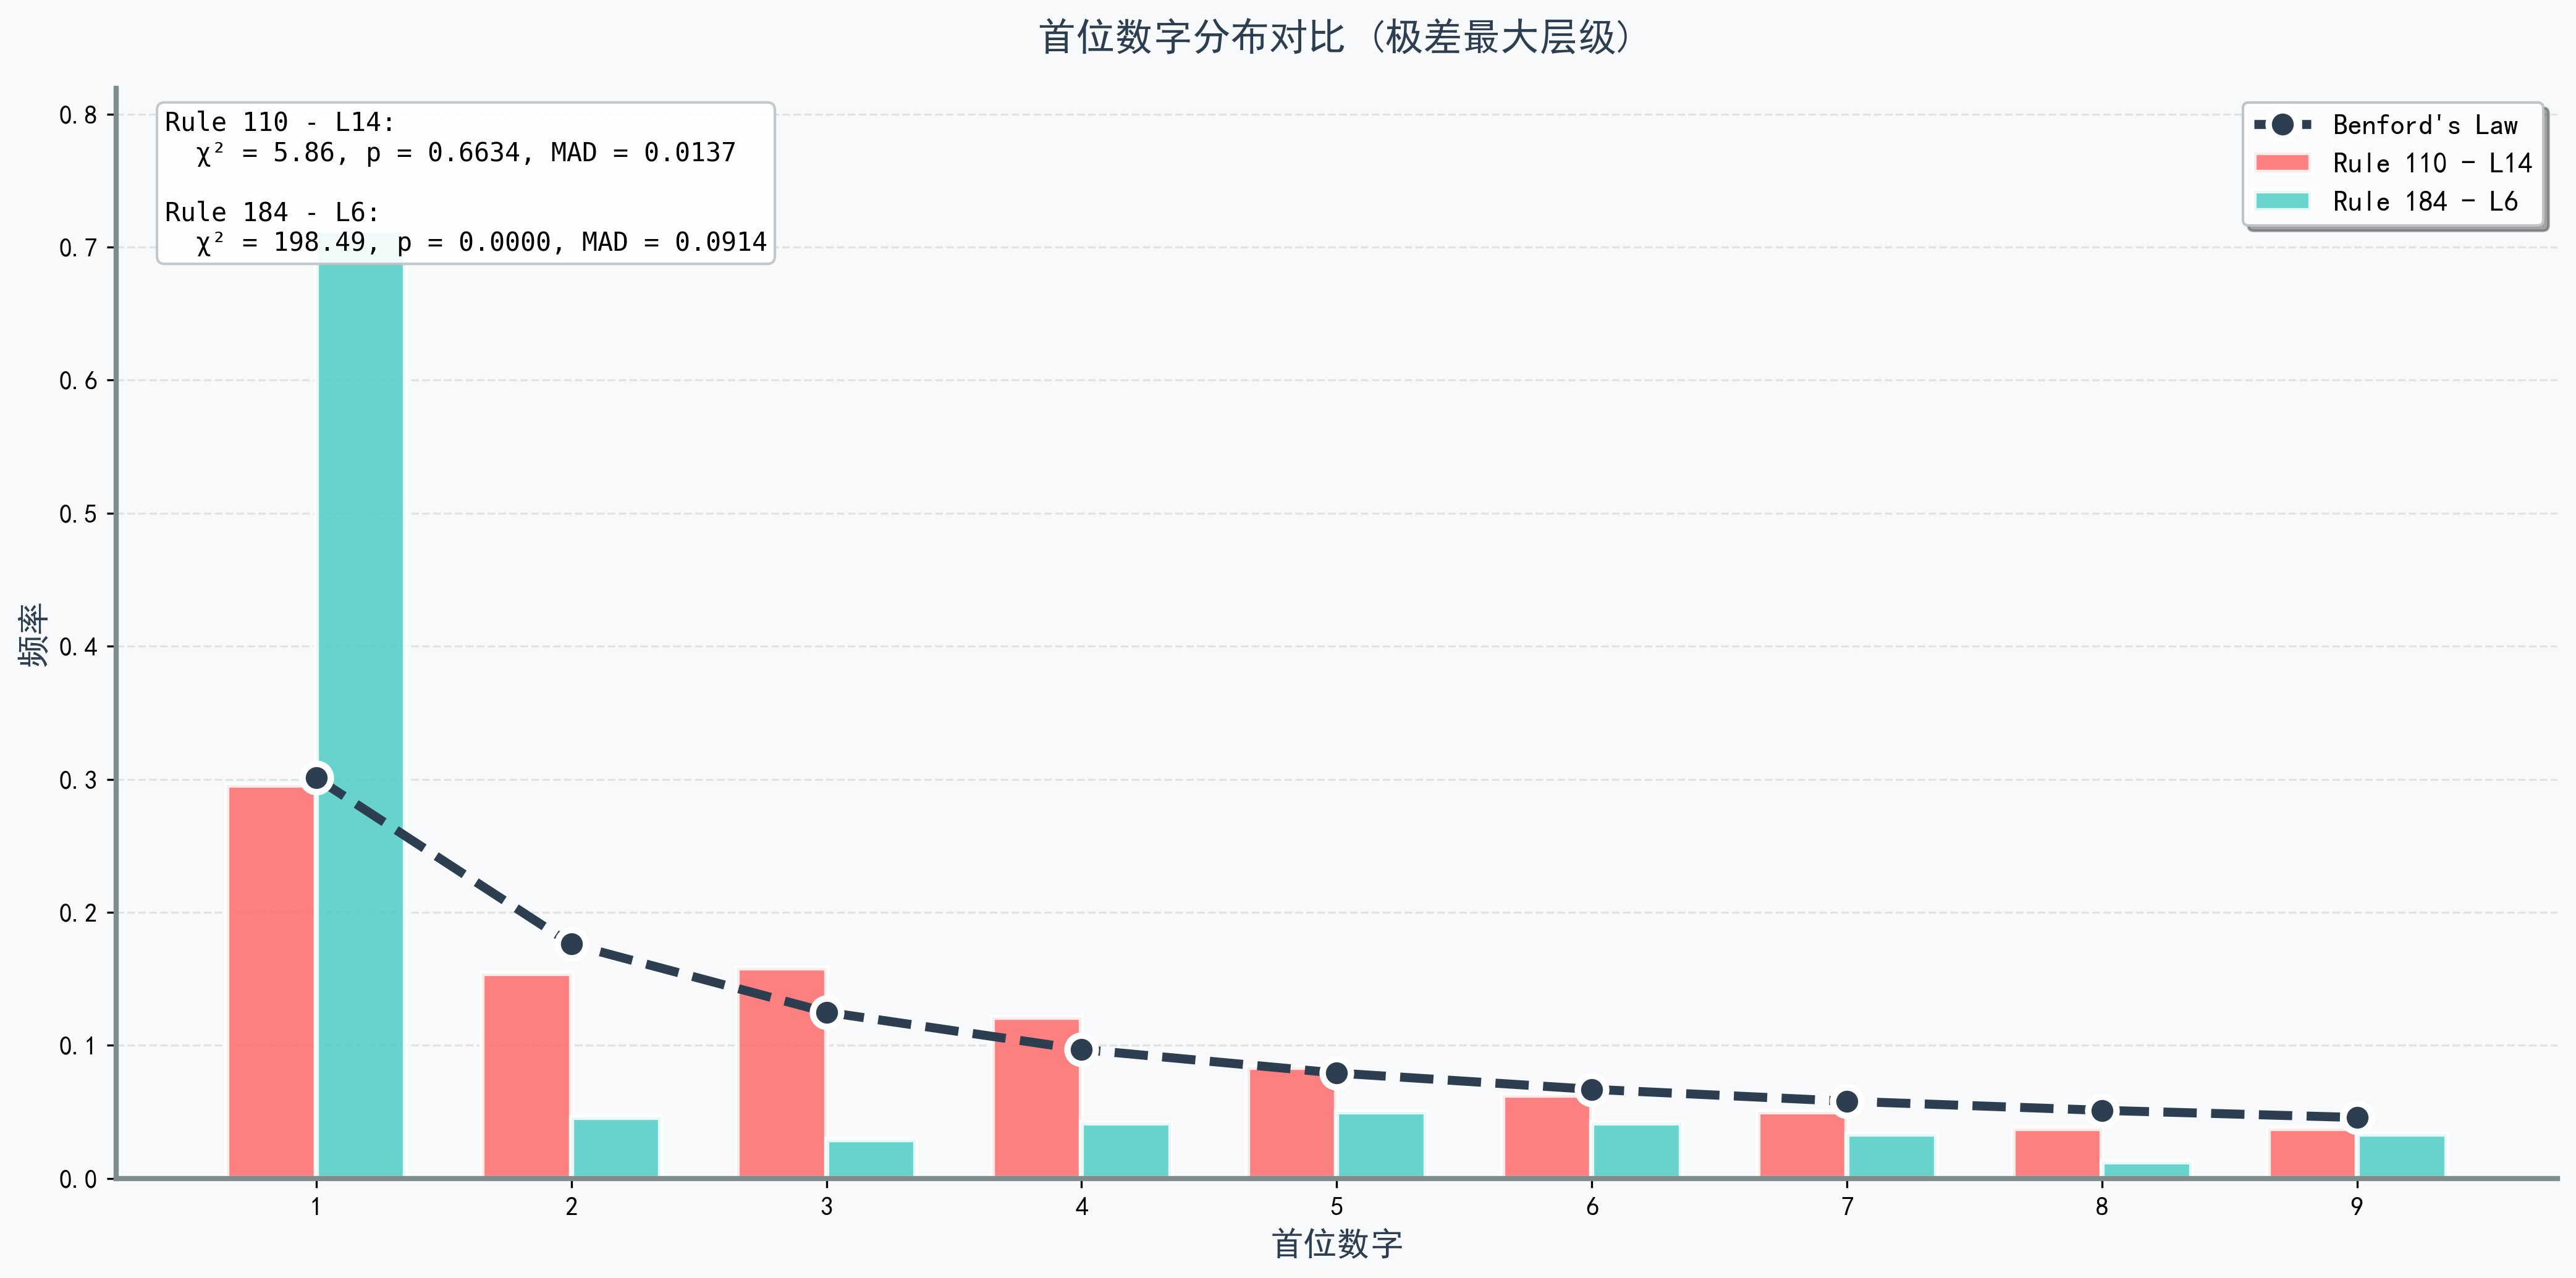 首位数字分布对比 (极差最大层级)
Rule 110 - L14:
χ² = 5.86, p = 0.6634, MAD = 0.0137
Rule 184 - L6:
χ² = 198.49, p = 0.0000, MAD = 0.0914
Benford's Law
Rule 110 - L14
Rule 184 - L6
频率
0.8
0.7
0.6
0.5
0.4
0.3
0.2
0.1
0.0
1 2 3 4 5 6 7 8 9
首位数字